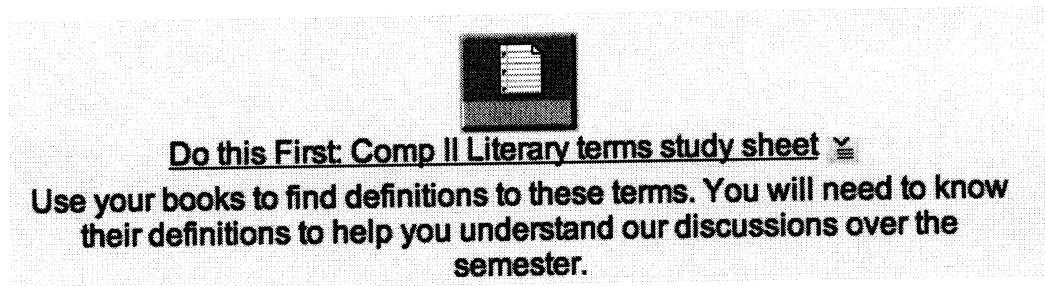 Do this First: Comp II Literary terms study sheet
Use your books to find definitions to these terms. You will need to know
their definitions to help you understand our discussions over the
semester.